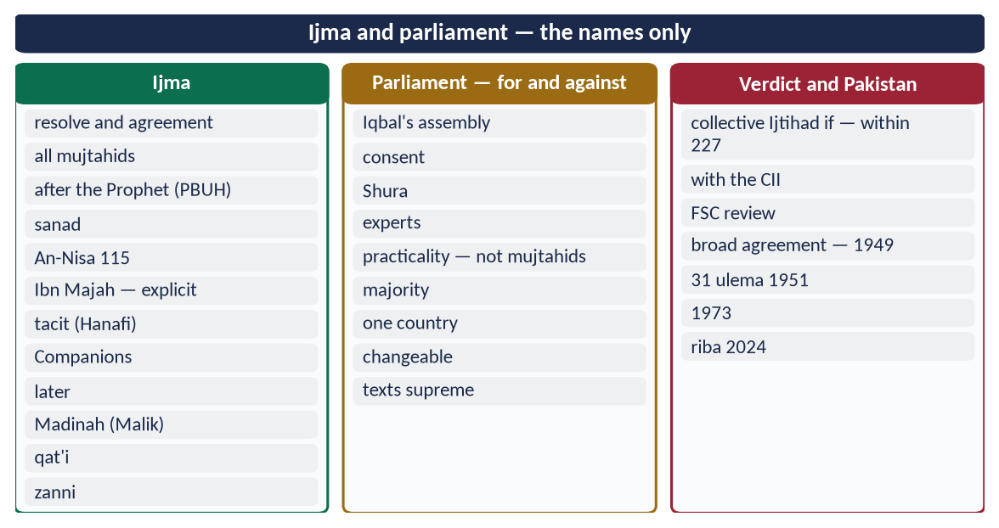 Ijma and parliament — the names only
Ijma
resolve and agreement
all mujtahids
after the Prophet (PBUH)
sanad
An-Nisa 115
Ibn Majah — explicit
tacit (Hanafi)
Companions
later
Madinah (Malik)
qat'i
zanni
Parliament — for and against
Iqbal's assembly
consent
Shura
experts
practicality — not mujtahids
majority
one country
changeable
texts supreme
Verdict and Pakistan
collective Ijtihad if — within
227
with the CII
FSC review
broad agreement — 1949
31 ulema 1951
1973
riba 2024